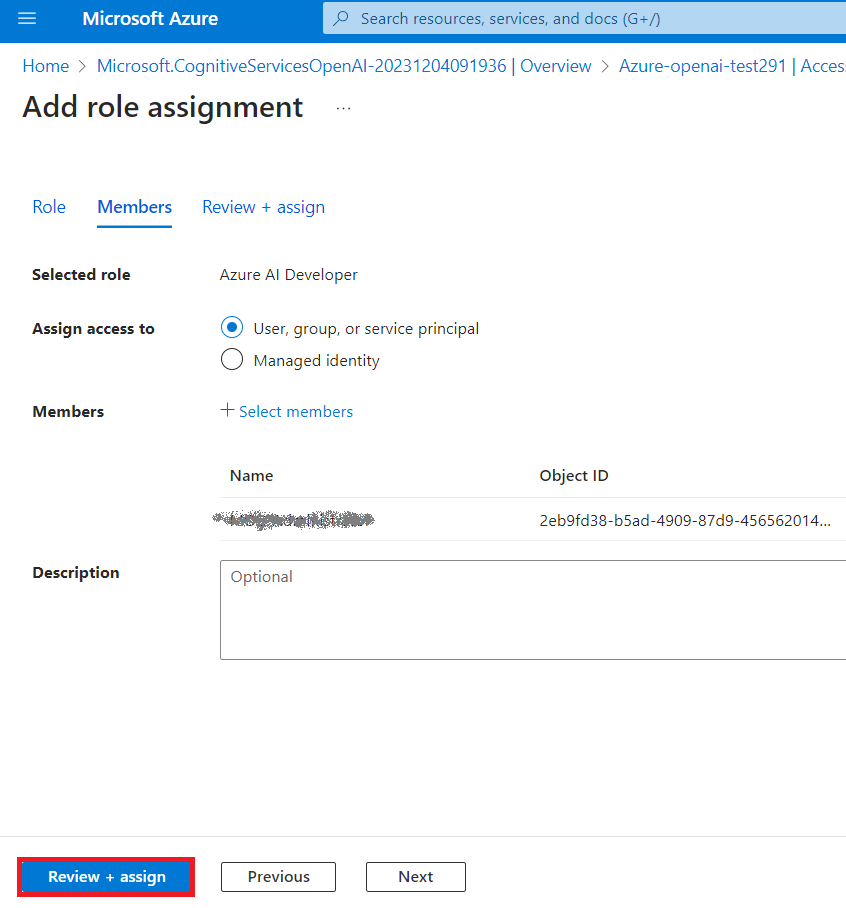 Microsoft Azure
Search resources, services, and docs (G+/)
Home > Microsoft.CognitiveServicesOpenAI-20231204091936 | Overview > Azure-openai-test291 | Acces
Add role assignment ...
Role Members Review + assign
Selected role Azure AI Developer
Assign access to User, group, or service principal
Managed identity
Members + Select members
Name Object ID
2eb9fd38-b5ad-4909-87d9-456562014...
Description Optional
Review + assign Previous Next